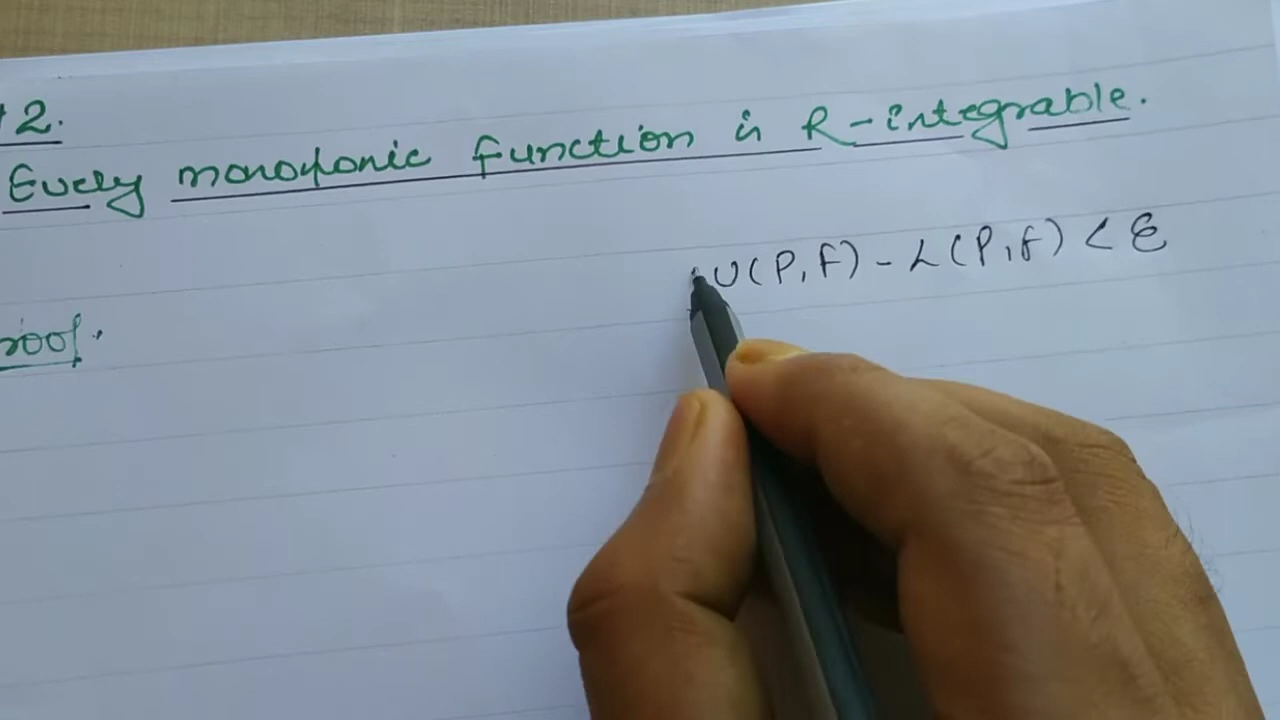 2.
Every monotonic function is R-integrable.
U(P,f) - L(P,f) < ε
roof.